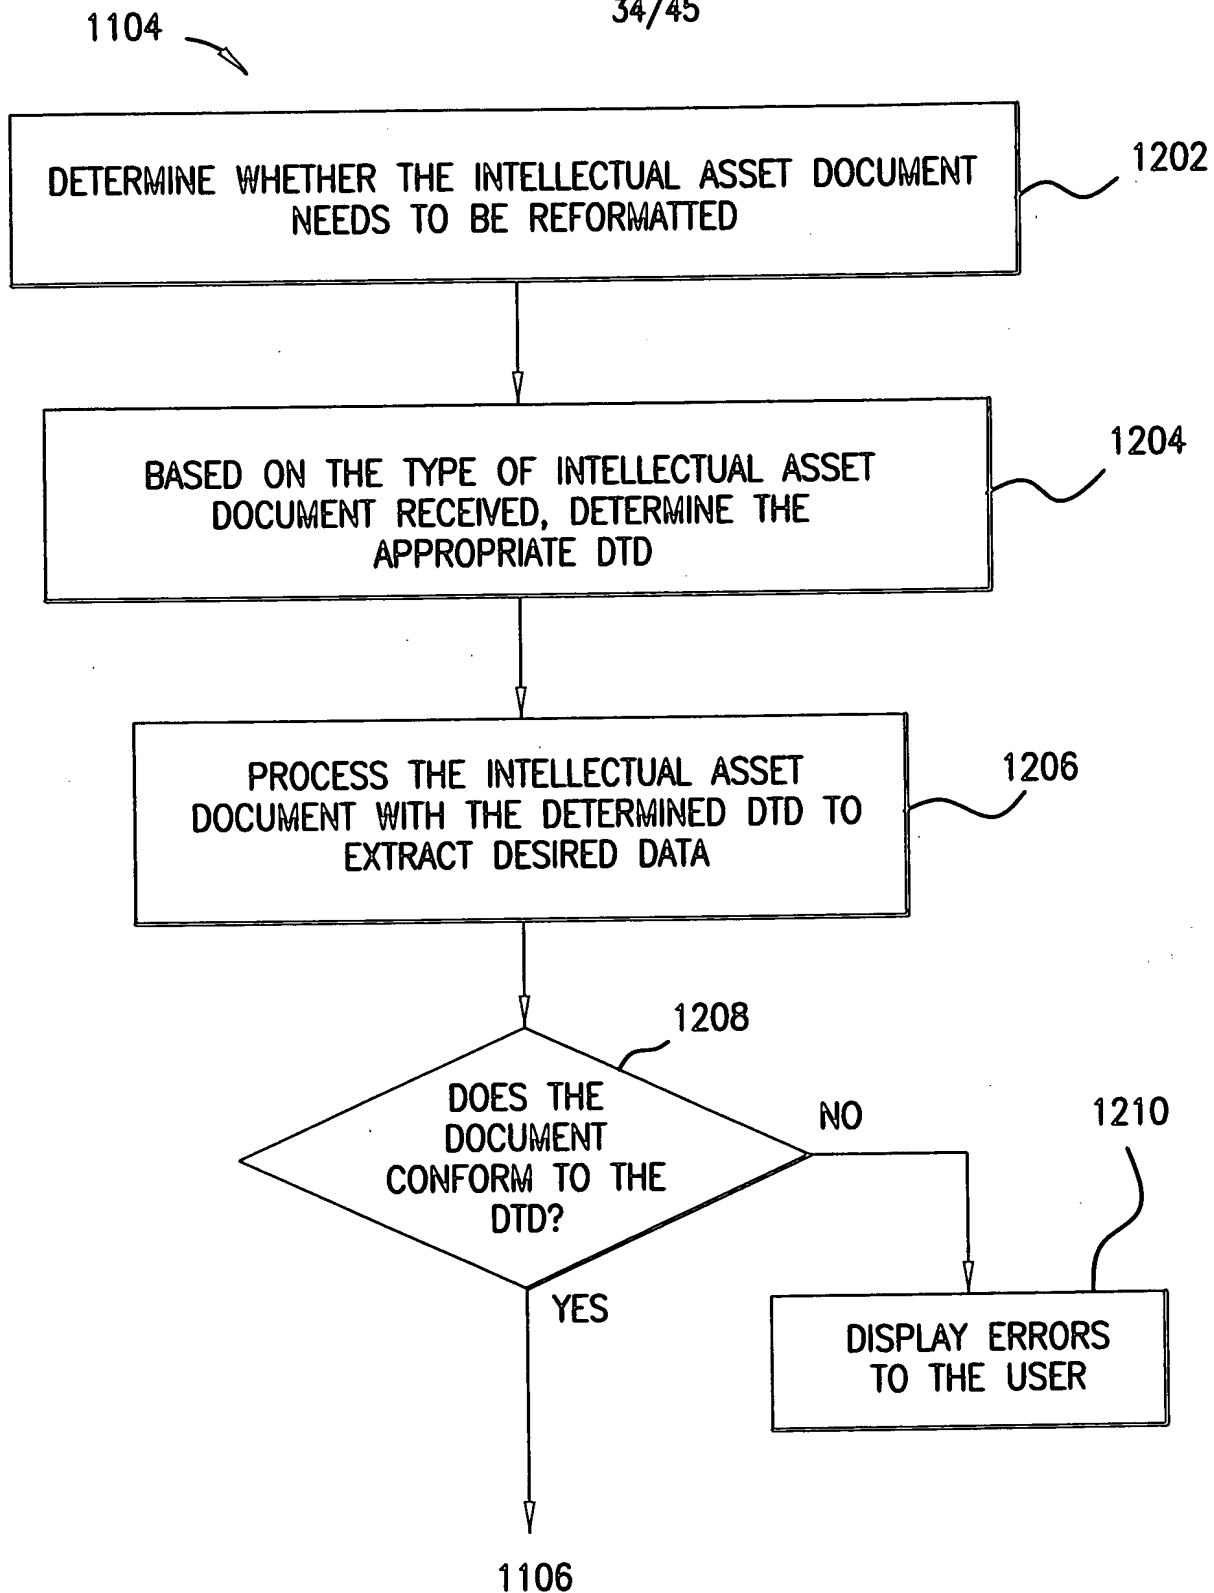 34/45
1104
DETERMINE WHETHER THE INTELLECTUAL ASSET DOCUMENT
NEEDS TO BE REFORMATTED
1202
BASED ON THE TYPE OF INTELLECTUAL ASSET
DOCUMENT RECEIVED, DETERMINE THE
APPROPRIATE DTD
1204
PROCESS THE INTELLECTUAL ASSET
DOCUMENT WITH THE DETERMINED DTD TO
EXTRACT DESIRED DATA
1206
1208
DOES THE
DOCUMENT
CONFORM TO THE
DTD?
NO
1210
YES
DISPLAY ERRORS
TO THE USER
1106